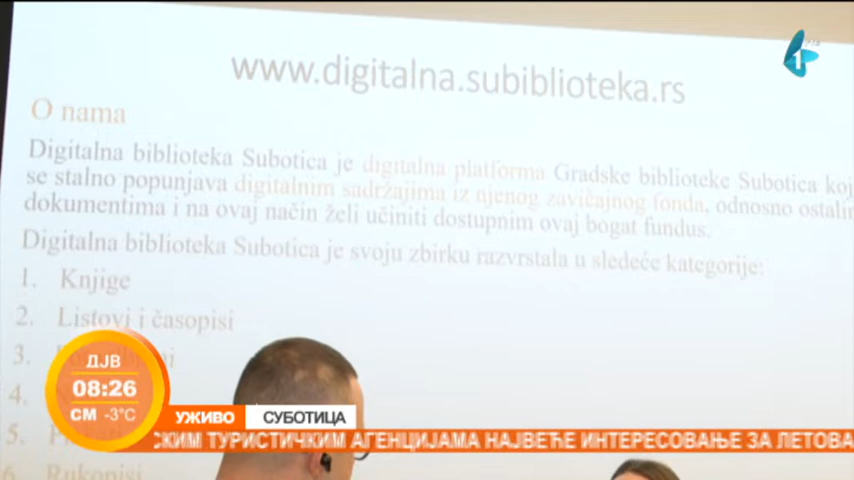 www.digitalna.subiblioteka.rs
1
O nama
Digitalna biblioteka Subotica je digitalna platforma Gradske biblioteke Subotica koj
se stalno popunjava digitalnim sadržajima iz njenog zavičajnog fonda, odnosno ostalim
dokumentima i na ovaj način želi učiniti dostupnim ovaj bogat fundus.
Digitalna biblioteka Subotica je svoju zbirku razvrstala u sledeće kategorije:
1. Knjige
2. Listovi i časopisi
3.
4.
5.
6. Rukopisi
ДЈВ
08:26
СМ -3°C
УЖИВО СУБОТИЦА
СКИМ ТУРИСТИЧКИМ АГЕНЦИЈАМА НАЈВЕЋЕ ИНТЕРЕСОВАЊЕ ЗА ЛЕТОВА